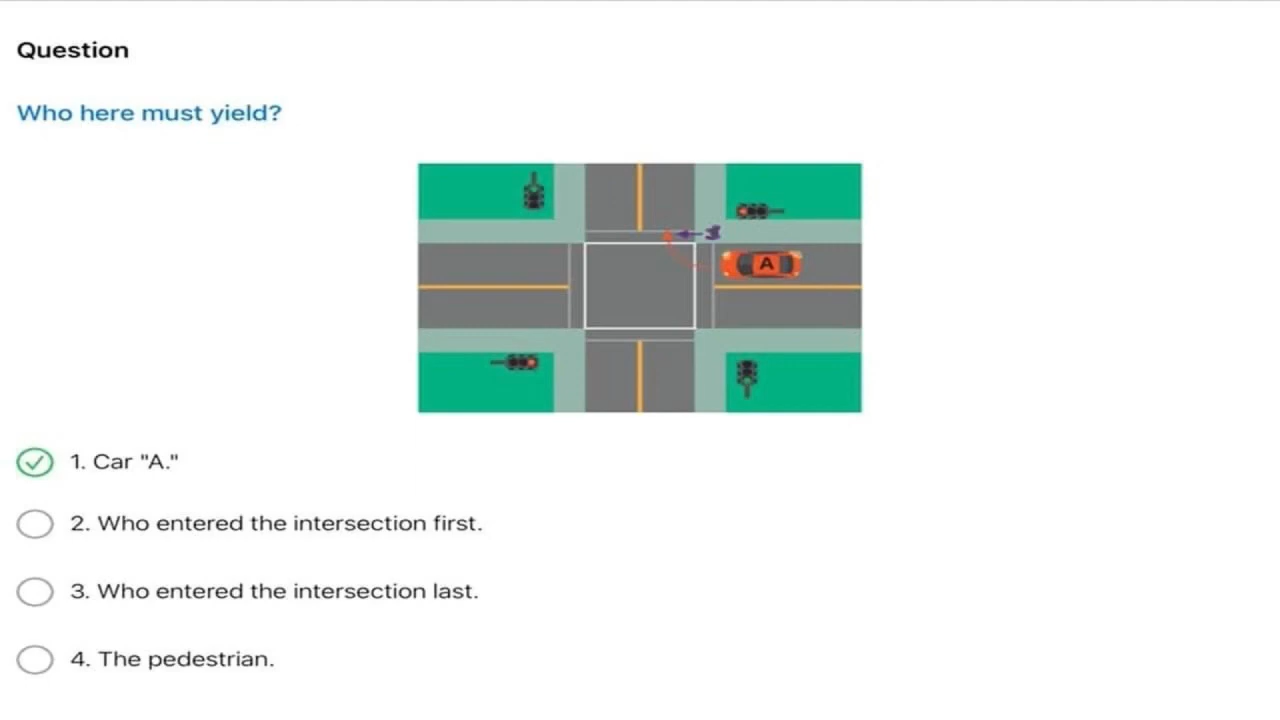 Question
Who here must yield?
A
1. Car "A."
2. Who entered the intersection first.
3. Who entered the intersection last.
4. The pedestrian.